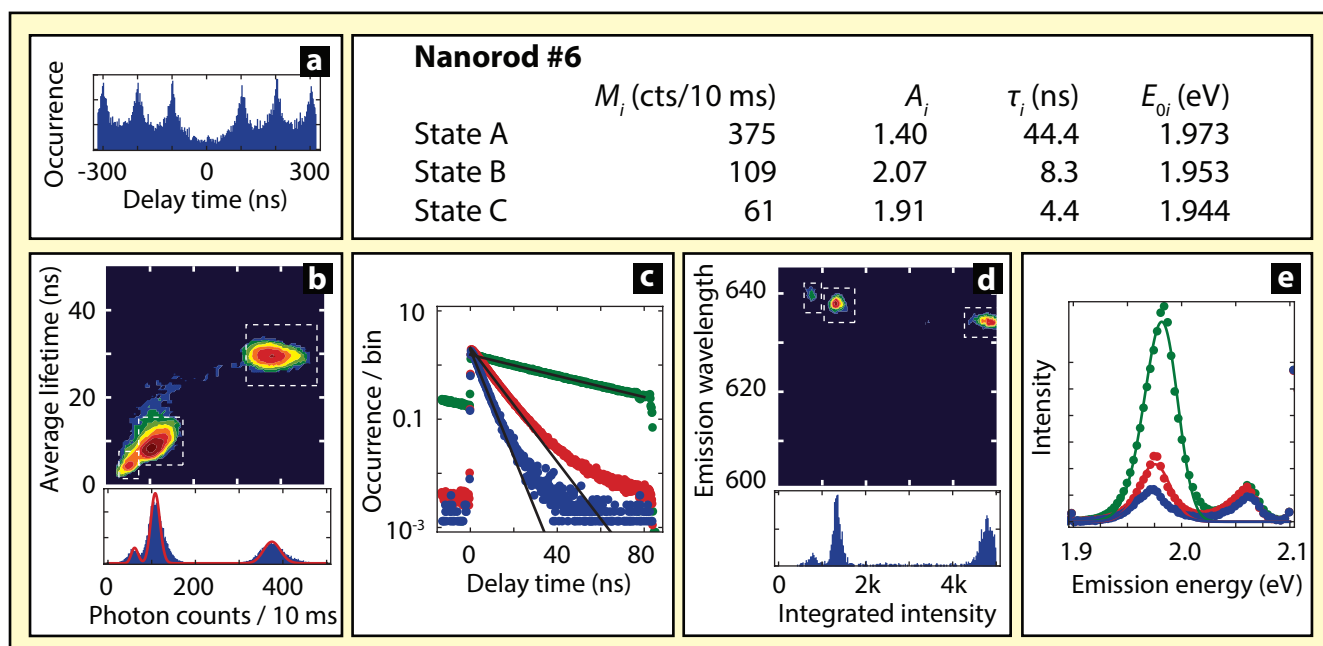 a
Occurrence
-300 0 300
Delay time (ns)
Nanorod #6
M_i (cts/10 ms) A_i τ_i (ns) E_0i (eV)
State A 375 1.40 44.4 1.973
State B 109 2.07 8.3 1.953
State C 61 1.91 4.4 1.944
b
Average lifetime (ns)
40
20
0
0 200 400
Photon counts / 10 ms
c
Occurrence / bin
10
0.1
10-3
0 40 80
Delay time (ns)
d
Emission wavelength
640
620
600
0 2k 4k
Integrated intensity
e
Intensity
1.9 2.0 2.1
Emission energy (eV)